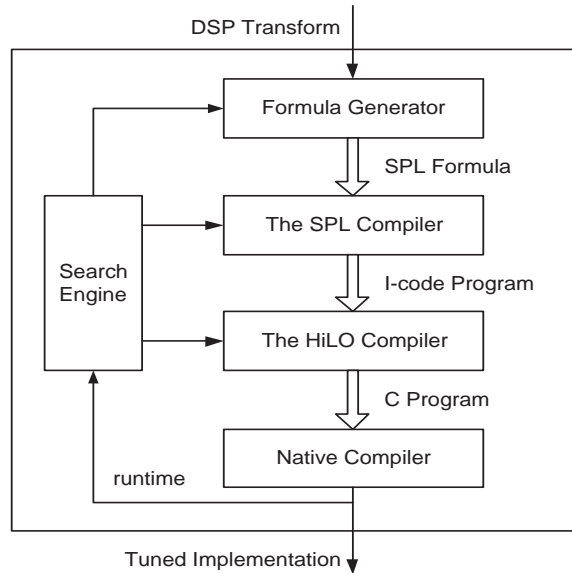 DSP Transform
Formula Generator
SPL Formula
The SPL Compiler
Search
Engine
I-code Program
The HiLO Compiler
C Program
Native Compiler
runtime
Tuned Implementation